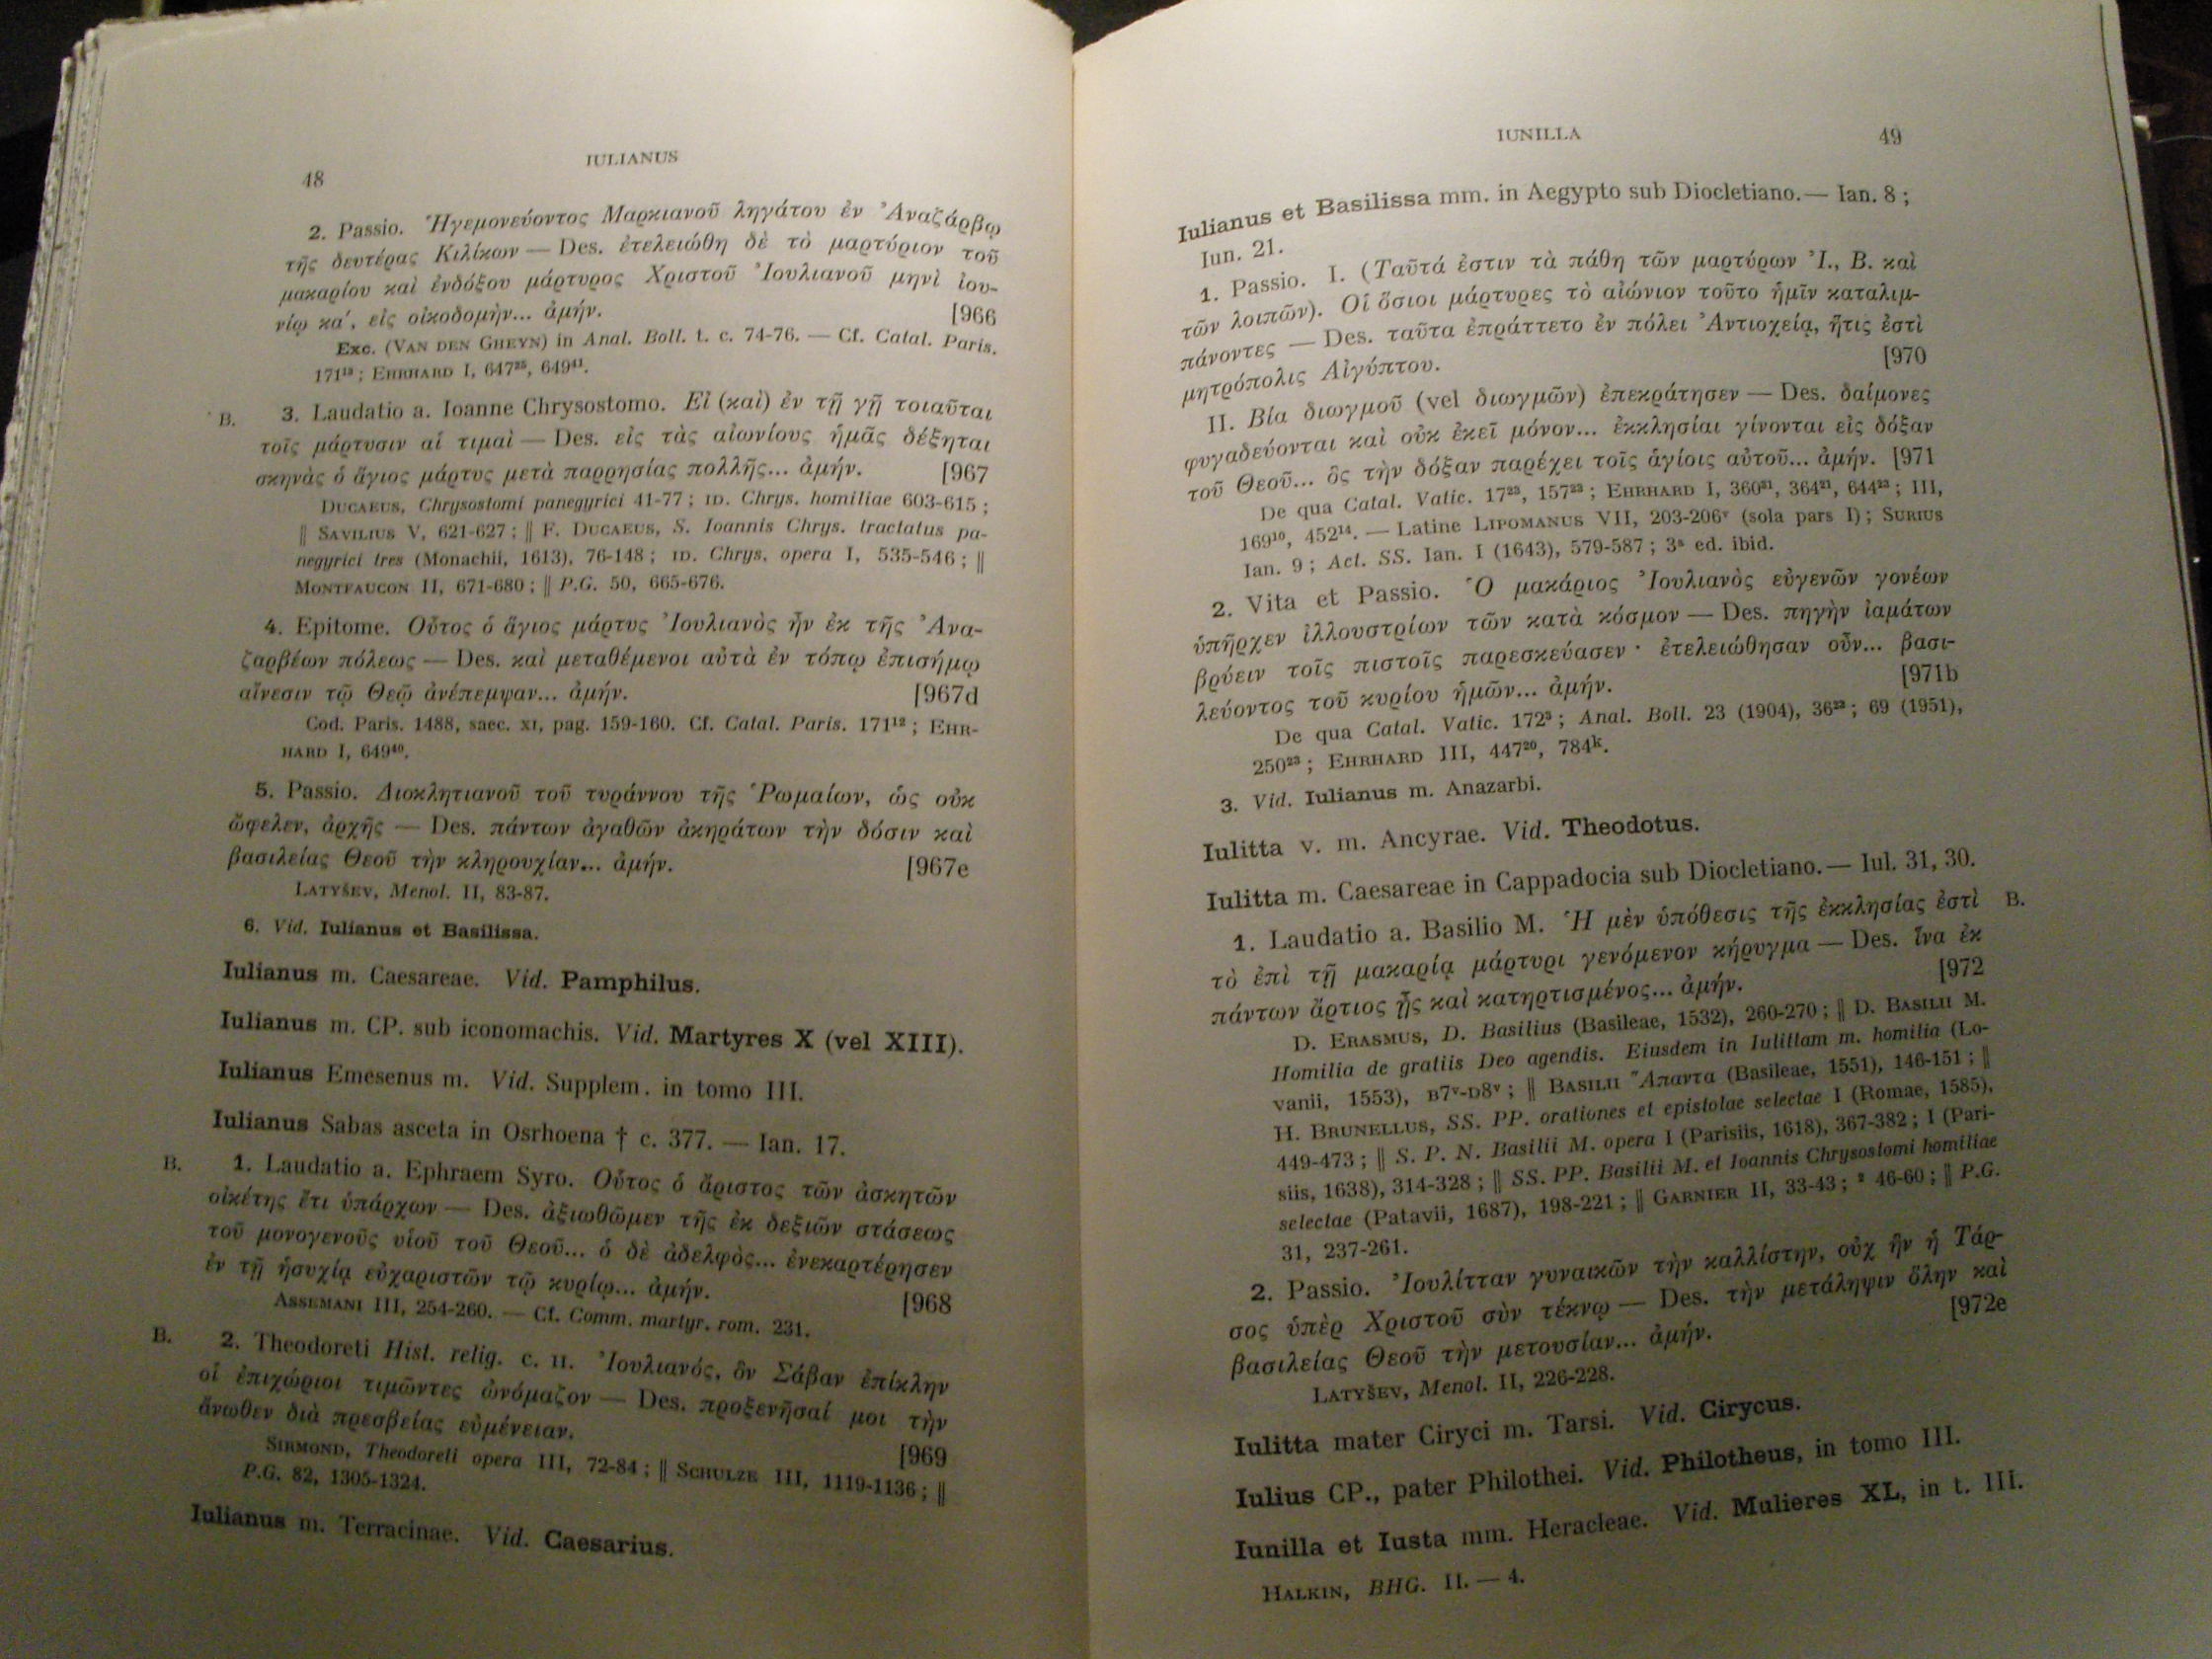 48
IULIANUS
2. Passio. Ἡγεμονεύοντος Μαρκιανοῦ ληγάτου ἐν Ἀναζάρβῳ
τῆς δευτέρας Κιλίκων — Des. ἐτελειώθη δὲ τὸ μαρτύριον τοῦ
μακαρίου καὶ ἐνδόξου μάρτυρος Χριστοῦ Ἰουλιανοῦ μηνὶ ἰου-
νίῳ κα΄, εἰς οἰκοδομὴν... ἀμήν. [966
Exc. (VAN DEN GHEYN) in Anal. Boll. t. c. 74-76. — Cf. Catal. Paris.
171¹³ ; EHRHARD I, 647²⁵, 649⁴¹.
B. 3. Laudatio a. Ioanne Chrysostomo. Εἰ (καὶ) ἐν τῇ γῇ τοιαῦται
τοῖς μάρτυσιν αἱ τιμαὶ — Des. εἰς τὰς αἰωνίους ἡμᾶς δέξηται
σκηνὰς ὁ ἅγιος μάρτυς μετὰ παρρησίας πολλῆς... ἀμήν. [967
DUCAEUS, Chrysostomi panegyrici 41-77 ; ID. Chrys. homiliae 603-615 ;
‖ SAVILIUS V, 621-627 ; ‖ F. DUCAEUS, S. Ioannis Chrys. tractatus pa-
negyrici tres (Monachii, 1613), 76-148 ; ID. Chrys. opera I, 535-546 ; ‖
MONTFAUCON II, 671-680 ; ‖ P.G. 50, 665-676.
4. Epitome. Οὗτος ὁ ἅγιος μάρτυς Ἰουλιανὸς ἦν ἐκ τῆς Ἀνα-
ζαρβέων πόλεως — Des. καὶ μεταθέμενοι αὐτὰ ἐν τόπῳ ἐπισήμῳ
αἴνεσιν τῷ Θεῷ ἀνέπεμψαν... ἀμήν. [967d
Cod. Paris. 1488, saec. XI, pag. 159-160. Cf. Catal. Paris. 171¹² ; EHR-
HARD I, 649⁴⁰.
5. Passio. Διοκλητιανοῦ τοῦ τυράννου τῆς Ῥωμαίων, ὡς οὐκ
ὤφελεν, ἀρχῆς — Des. πάντων ἀγαθῶν ἀκηράτων τὴν δόσιν καὶ
βασιλείας Θεοῦ τὴν κληρουχίαν... ἀμήν. [967e
LATYŠEV, Menol. II, 83-87.
6. Vid. Iulianus et Basilissa.
Iulianus m. Caesareae. Vid. Pamphilus.
Iulianus m. CP. sub iconomachis. Vid. Martyres X (vel XIII).
Iulianus Emesenus m. Vid. Supplem. in tomo III.
Iulianus Sabas asceta in Osrhoena † c. 377. — Ian. 17.
B. 1. Laudatio a. Ephraem Syro. Οὗτος ὁ ἄριστος τῶν ἀσκητῶν
οἰκέτης ἔτι ὑπάρχων — Des. ἀξιωθῶμεν τῆς ἐκ δεξιῶν στάσεως
τοῦ μονογενοῦς υἱοῦ τοῦ Θεοῦ... ὁ δὲ ἀδελφὸς... ἐνεκαρτέρησεν
ἐν τῇ ἡσυχίᾳ εὐχαριστῶν τῷ κυρίῳ... ἀμήν. [968
ASSEMANI III, 254-260. — Cf. Comm. martyr. rom. 231.
B. 2. Theodoreti Hist. relig. c. II. Ἰουλιανός, ὃν Σάβαν ἐπίκλην
οἱ ἐπιχώριοι τιμῶντες ὠνόμαζον — Des. προξενῆσαί μοι τὴν
ἄνωθεν διὰ πρεσβείας εὐμένειαν. [969
SIRMOND, Theodoreti opera III, 72-84 ; ‖ SCHULZE III, 1119-1136 ; ‖
P.G. 82, 1305-1324.
Iulianus m. Terracinae. Vid. Caesarius.
IUNILLA
49
Iulianus et Basilissa mm. in Aegypto sub Diocletiano. — Ian. 8 ;
Iun. 21.
1. Passio. I. (Ταῦτά ἐστιν τὰ πάθη τῶν μαρτύρων Ἰ., Β. καὶ
τῶν λοιπῶν). Οἱ ὅσιοι μάρτυρες τὸ αἰώνιον τοῦτο ἡμῖν καταλιμ-
πάνοντες — Des. ταῦτα ἐπράττετο ἐν πόλει Ἀντιοχείᾳ, ἥτις ἐστὶ
μητρόπολις Αἰγύπτου. [970
II. Βία διωγμοῦ (vel διωγμῶν) ἐπεκράτησεν — Des. δαίμονες
φυγαδεύονται καὶ οὐκ ἐκεῖ μόνον... ἐκκλησίαι γίνονται εἰς δόξαν
τοῦ Θεοῦ... ὃς τὴν δόξαν παρέχει τοῖς ἁγίοις αὐτοῦ... ἀμήν. [971
De qua Catal. Vatic. 17²³, 157²³ ; EHRHARD I, 360³¹, 364²¹, 644²³ ; III,
169¹⁰, 452¹⁴. — Latine LIPOMANUS VII, 203-206ᵛ (sola pars I) ; SURIUS
Ian. 9 ; Act. SS. Ian. I (1643), 579-587 ; 3ᵃ ed. ibid.
2. Vita et Passio. Ὁ μακάριος Ἰουλιανὸς εὐγενῶν γονέων
ὑπῆρχεν ἰλλουστρίων τῶν κατὰ κόσμον — Des. πηγὴν ἰαμάτων
βρύειν τοῖς πιστοῖς παρεσκεύασεν · ἐτελειώθησαν οὖν... βασι-
λεύοντος τοῦ κυρίου ἡμῶν... ἀμήν. [971b
De qua Catal. Vatic. 172³ ; Anal. Boll. 23 (1904), 36²² ; 69 (1951),
250²³ ; EHRHARD III, 447²⁰, 784ᵏ.
3. Vid. Iulianus m. Anazarbi.
Iulitta v. m. Ancyrae. Vid. Theodotus.
Iulitta m. Caesareae in Cappadocia sub Diocletiano. — Iul. 31, 30.
1. Laudatio a. Basilio M. Ἡ μὲν ὑπόθεσις τῆς ἐκκλησίας ἐστὶ B.
τὸ ἐπὶ τῇ μακαρίᾳ μάρτυρι γενόμενον κήρυγμα — Des. ἵνα ἐκ
πάντων ἄρτιος ᾖς καὶ κατηρτισμένος... ἀμήν. [972
D. ERASMUS, D. Basilius (Basileae, 1532), 260-270 ; ‖ D. BASILII M.
Homilia de gratiis Deo agendis. Eiusdem in Iulittam m. homilia (Lo-
vanii, 1553), B7ᵛ-D8ᵛ ; ‖ BASILII Ἅπαντα (Basileae, 1551), 146-151 ; ‖
H. BRUNELLUS, SS. PP. orationes et epistolae selectae I (Romae, 1585),
449-473 ; ‖ S. P. N. Basilii M. opera I (Parisiis, 1618), 367-382 ; I (Pari-
siis, 1638), 314-328 ; ‖ SS. PP. Basilii M. et Ioannis Chrysostomi homiliae
selectae (Patavii, 1687), 198-221 ; ‖ GARNIER II, 33-43 ; ² 46-60 ; ‖ P.G.
31, 237-261.
2. Passio. Ἰουλίτταν γυναικῶν τὴν καλλίστην, οὐχ ἣν ἡ Τάρ-
σος ὑπὲρ Χριστοῦ σὺν τέκνῳ — Des. τὴν μετάληψιν ὅλην καὶ
βασιλείας Θεοῦ τὴν μετουσίαν... ἀμήν. [972e
LATYŠEV, Menol. II, 226-228.
Iulitta mater Ciryci m. Tarsi. Vid. Cirycus.
Iulius CP., pater Philothei. Vid. Philotheus, in tomo III.
Iunilla et Iusta mm. Heracleae. Vid. Mulieres XL, in t. III.
HALKIN, BHG. II. — 4.